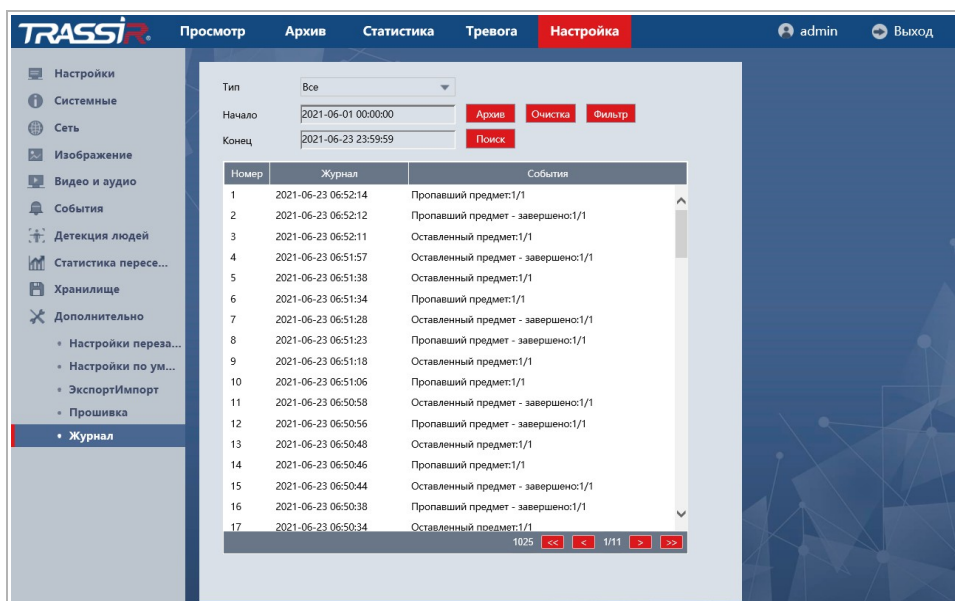 TRASSIR
Просмотр Архив Статистика Тревога Настройка admin Выход
Настройки
Системные
Сеть
Изображение
Видео и аудио
События
Детекция людей
Статистика пересе...
Хранилище
Дополнительно
Настройки переза...
Настройки по ум...
ЭкспортИмпорт
Прошивка
Журнал
Тип Все
Начало 2021-06-01 00:00:00 Архив Очистка Фильтр
Конец 2021-06-23 23:59:59 Поиск
Номер Журнал События
1 2021-06-23 06:52:14 Пропавший предмет:1/1
2 2021-06-23 06:52:12 Пропавший предмет - завершено:1/1
3 2021-06-23 06:52:11 Оставленный предмет:1/1
4 2021-06-23 06:51:57 Оставленный предмет - завершено:1/1
5 2021-06-23 06:51:38 Оставленный предмет:1/1
6 2021-06-23 06:51:34 Пропавший предмет:1/1
7 2021-06-23 06:51:28 Оставленный предмет - завершено:1/1
8 2021-06-23 06:51:23 Пропавший предмет - завершено:1/1
9 2021-06-23 06:51:18 Оставленный предмет:1/1
10 2021-06-23 06:51:06 Пропавший предмет:1/1
11 2021-06-23 06:50:58 Оставленный предмет - завершено:1/1
12 2021-06-23 06:50:56 Пропавший предмет - завершено:1/1
13 2021-06-23 06:50:48 Оставленный предмет:1/1
14 2021-06-23 06:50:46 Пропавший предмет:1/1
15 2021-06-23 06:50:44 Оставленный предмет - завершено:1/1
16 2021-06-23 06:50:38 Пропавший предмет - завершено:1/1
17 2021-06-23 06:50:34 Оставленный предмет:1/1
1025 << < 1/11 > >>